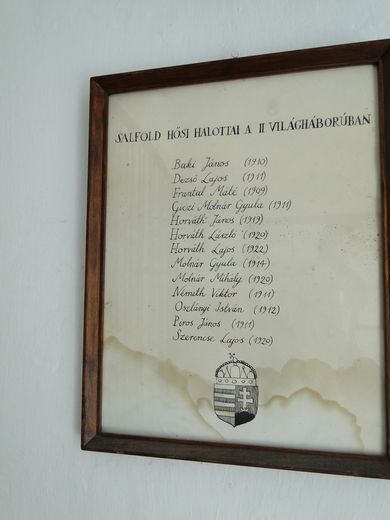 SALFÖLD HŐSI HALOTTAI A II. VILÁGHÁBORÚBAN
Baki János (1910)
Dezső Lajos (1911)
Frantal Máté (1909)
Giczi Molnár Gyula (1911)
Horváth János (1919)
Horváth László (1920)
Horváth Lajos (1922)
Molnár Gyula (1914)
Molnár Mihály (1920)
Németh Viktor (1911)
Oszlányi István (1912)
Piros János (1911)
Szerencse Lajos (1920)